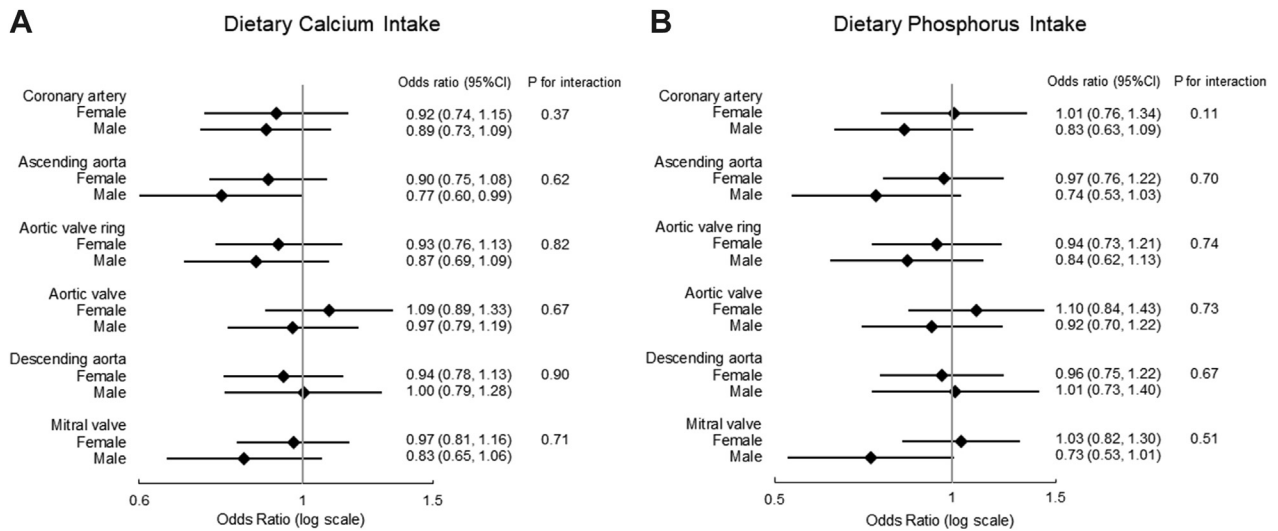 A
Dietary Calcium Intake
Odds ratio (95%CI) P for interaction
Coronary artery
Female 0.92 (0.74, 1.15) 0.37
Male 0.89 (0.73, 1.09)
Ascending aorta
Female 0.90 (0.75, 1.08) 0.62
Male 0.77 (0.60, 0.99)
Aortic valve ring
Female 0.93 (0.76, 1.13) 0.82
Male 0.87 (0.69, 1.09)
Aortic valve
Female 1.09 (0.89, 1.33) 0.67
Male 0.97 (0.79, 1.19)
Descending aorta
Female 0.94 (0.78, 1.13) 0.90
Male 1.00 (0.79, 1.28)
Mitral valve
Female 0.97 (0.81, 1.16) 0.71
Male 0.83 (0.65, 1.06)
0.6 1 1.5
Odds Ratio (log scale)
B
Dietary Phosphorus Intake
Odds ratio (95%CI) P for interaction
Coronary artery
Female 1.01 (0.76, 1.34) 0.11
Male 0.83 (0.63, 1.09)
Ascending aorta
Female 0.97 (0.76, 1.22) 0.70
Male 0.74 (0.53, 1.03)
Aortic valve ring
Female 0.94 (0.73, 1.21) 0.74
Male 0.84 (0.62, 1.13)
Aortic valve
Female 1.10 (0.84, 1.43) 0.73
Male 0.92 (0.70, 1.22)
Descending aorta
Female 0.96 (0.75, 1.22) 0.67
Male 1.01 (0.73, 1.40)
Mitral valve
Female 1.03 (0.82, 1.30) 0.51
Male 0.73 (0.53, 1.01)
0.5 1 1.5
Odds Ratio (log scale)